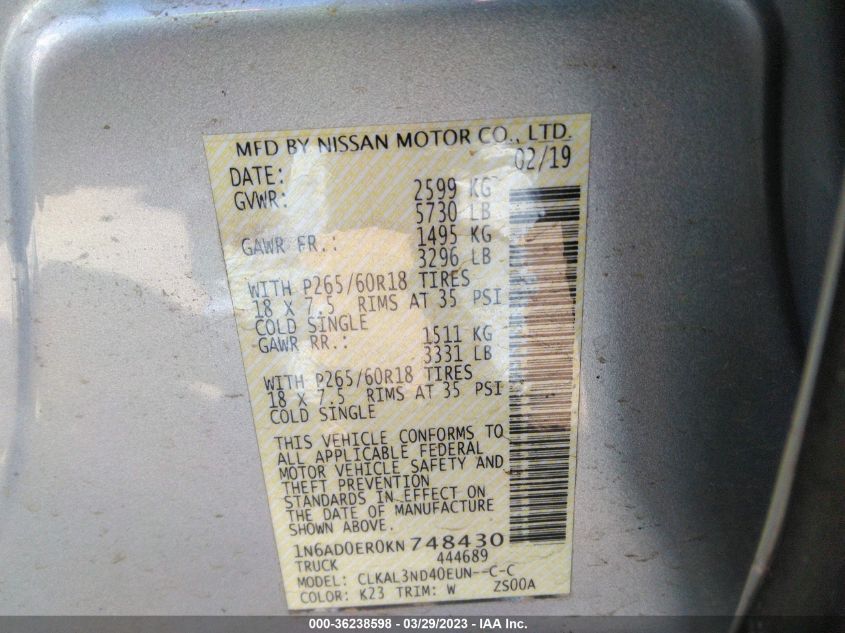 MFD BY NISSAN MOTOR CO., LTD.
DATE: 02/19
GVWR: 2599 KG
5730 LB
GAWR FR.: 1495 KG
3296 LB
WITH P265/60R18 TIRES
18 X 7.5 RIMS AT 35 PSI
COLD SINGLE
GAWR RR.: 1511 KG
3331 LB
WITH P265/60R18 TIRES
18 X 7.5 RIMS AT 35 PSI
COLD SINGLE
THIS VEHICLE CONFORMS TO
ALL APPLICABLE FEDERAL
MOTOR VEHICLE SAFETY AND
THEFT PREVENTION
STANDARDS IN EFFECT ON
THE DATE OF MANUFACTURE
SHOWN ABOVE.
1N6AD0ER0KN748430
TRUCK 444689
MODEL: CLKAL3ND40EUN--C-C
COLOR: K23 TRIM: W ZS00A
000-36238598 - 03/29/2023 - IAAI.com